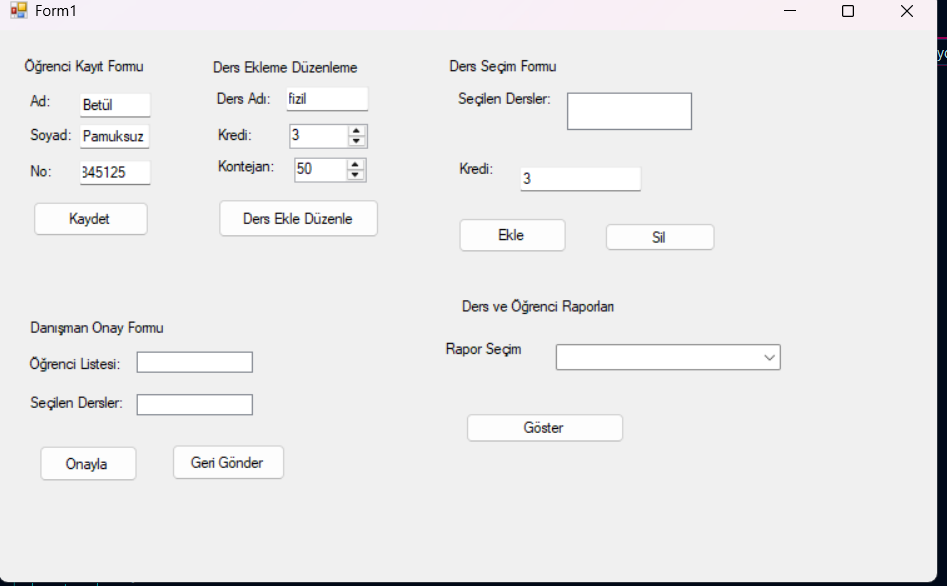 Form1
Öğrenci Kayıt Formu
Ad:
Betül
Soyad:
Pamuksuz
No:
345125
Kaydet
Ders Ekleme Düzenleme
Ders Adı:
fizil
Kredi:
3
Kontejan:
50
Ders Ekle Düzenle
Ders Seçim Formu
Seçilen Dersler:
Kredi:
3
Ekle
Sil
Danışman Onay Formu
Öğrenci Listesi:
Seçilen Dersler:
Onayla
Geri Gönder
Ders ve Öğrenci Raporları
Rapor Seçim
Göster